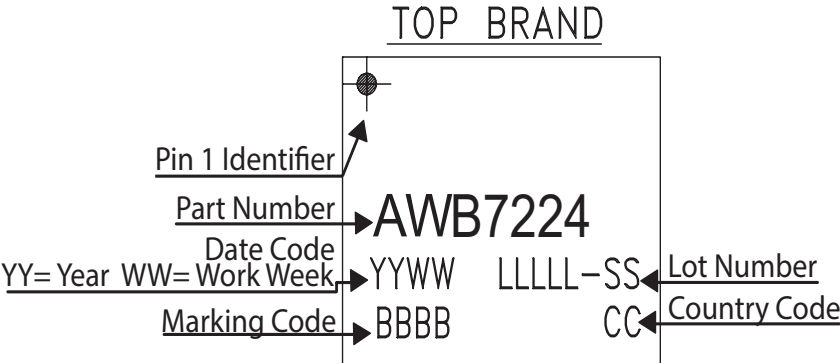 TOP BRAND
Pin 1 Identifier
Part Number AWB7224
Date Code
YY= Year WW= Work Week YYWW LLLLL-SS Lot Number
Marking Code BBBB CC Country Code